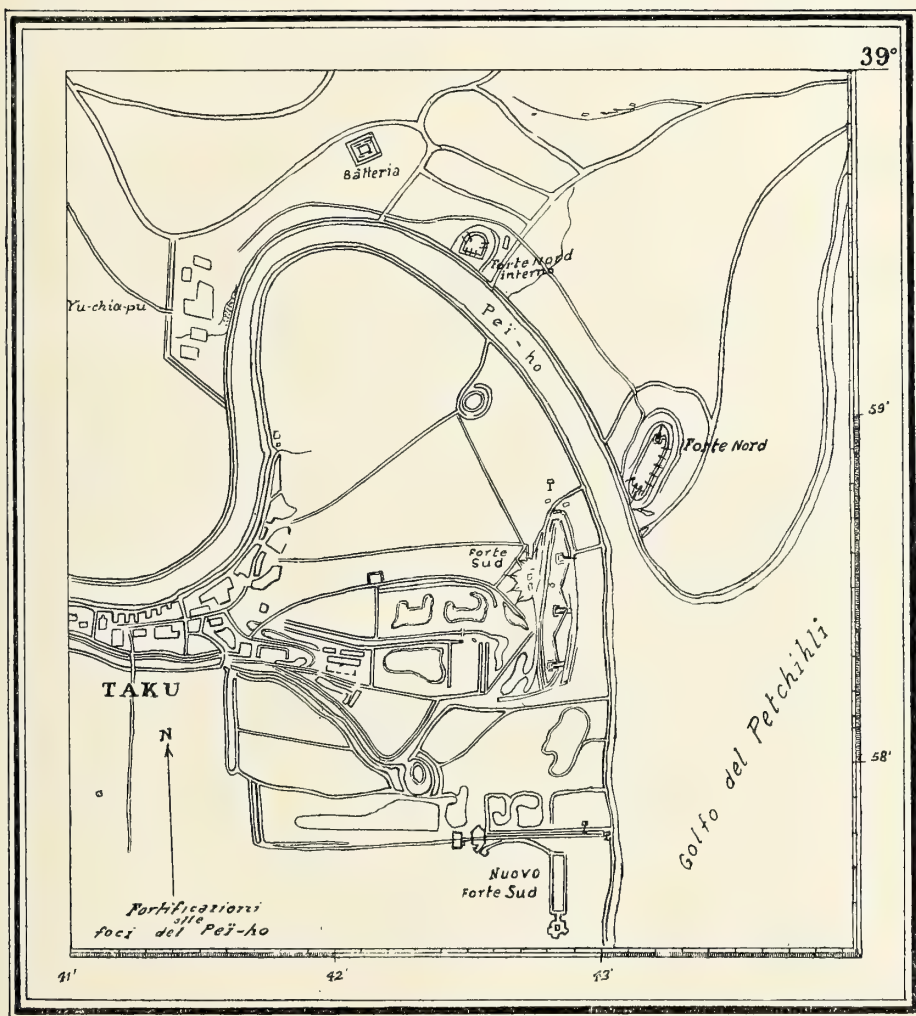 39°
Batteria
Forte Nord
interno
Yu-chia-pu
Peï-ho
59'
Forte Nord
Forte
Sud
TAKU
N
Golfo del Petchihli
58'
Nuovo
Forte Sud
Fortificazioni
alle
foci del Peï-ho
41'
42'
43'